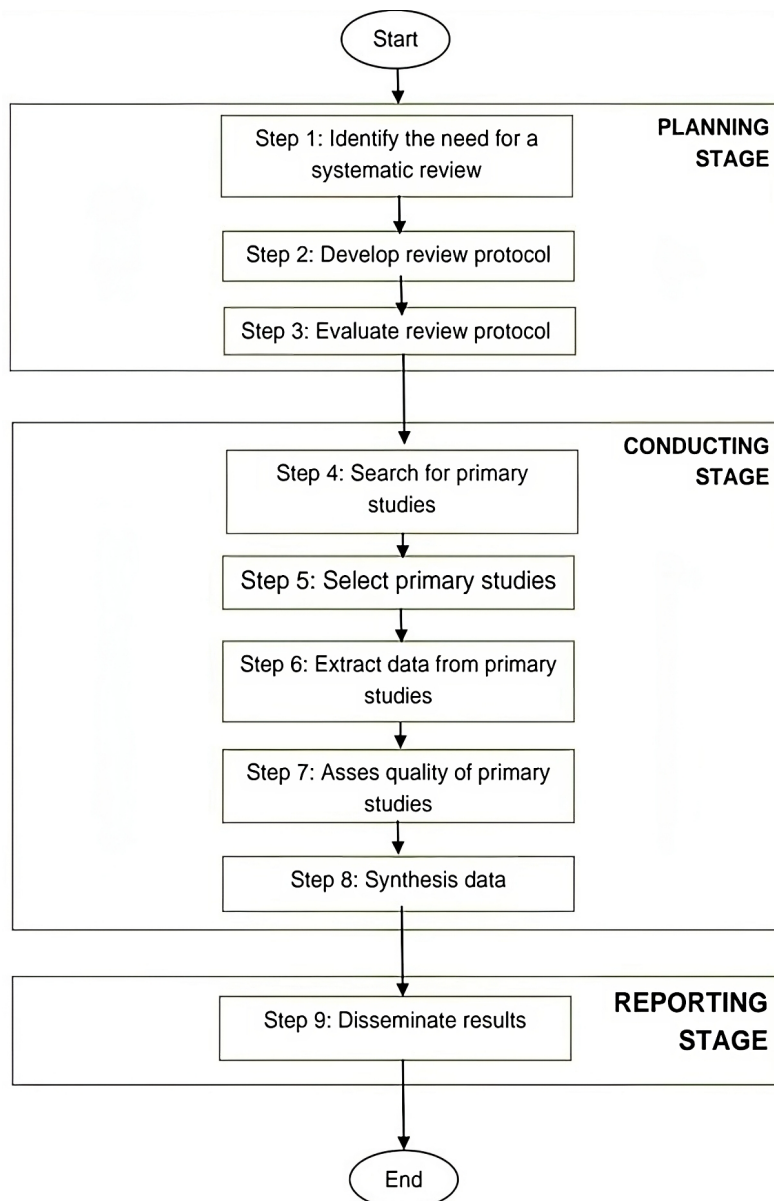 Start
PLANNING
STAGE
Step 1: Identify the need for a
systematic review
Step 2: Develop review protocol
Step 3: Evaluate review protocol
CONDUCTING
STAGE
Step 4: Search for primary
studies
Step 5: Select primary studies
Step 6: Extract data from primary
studies
Step 7: Asses quality of primary
studies
Step 8: Synthesis data
REPORTING
STAGE
Step 9: Disseminate results
End